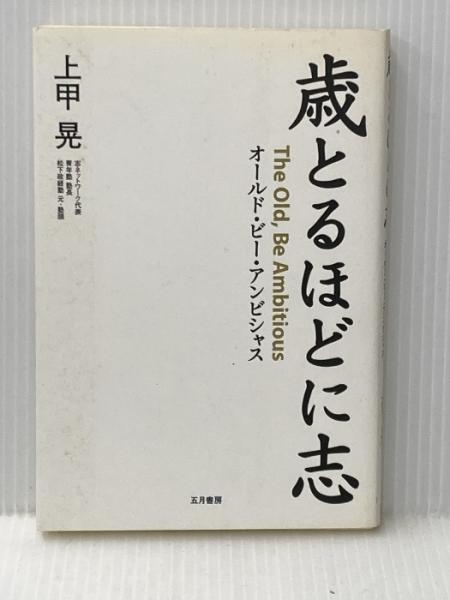 歳とるほどに志
The Old, Be Ambitious
オールド・ビー・アンビシャス
上甲 晃
志ネットワーク代表
青年塾 塾長
松下政経塾 元・塾頭
五月書房